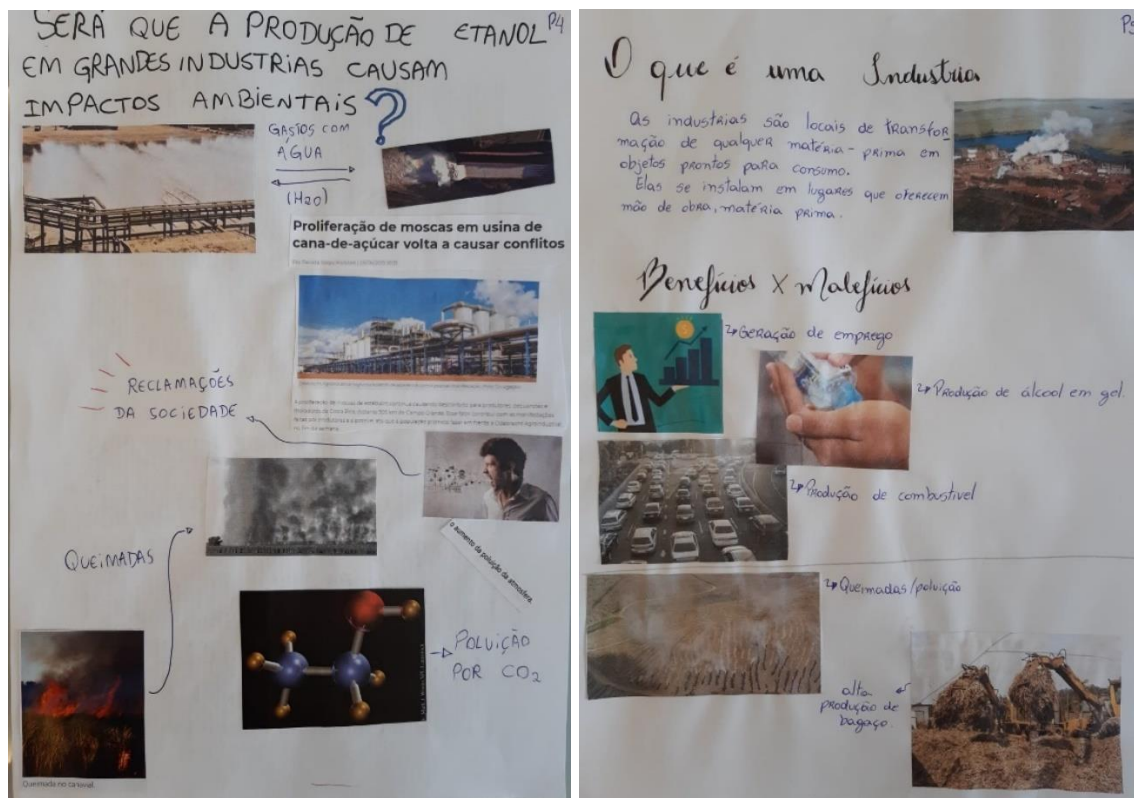 SERÁ QUE A PRODUÇÃO DE ETANOL
P4
EM GRANDES INDUSTRIAS CAUSAM
IMPACTOS AMBIENTAIS?
GASTOS COM
ÁGUA
(H2O)
Proliferação de moscas em usina de
cana-de-açúcar volta a causar conflitos
RECLAMAÇÕES
DA SOCIEDADE
o aumento da poluição da atmosfera.
QUEIMADAS
POLUIÇÃO
POR CO2
Queimada no canavial.
P5
O que é uma Industria
As industrias são locais de transfor
mação de qualquer matéria-prima em
objetos prontos para consumo.
Elas se instalam em lugares que oferecem
mão de obra, matéria prima.
Benefícios X Malefícios
Geração de emprego
Produção de álcool em gel.
Produção de combustivel
Queimadas/poluição
alta
produção de
bagaço.